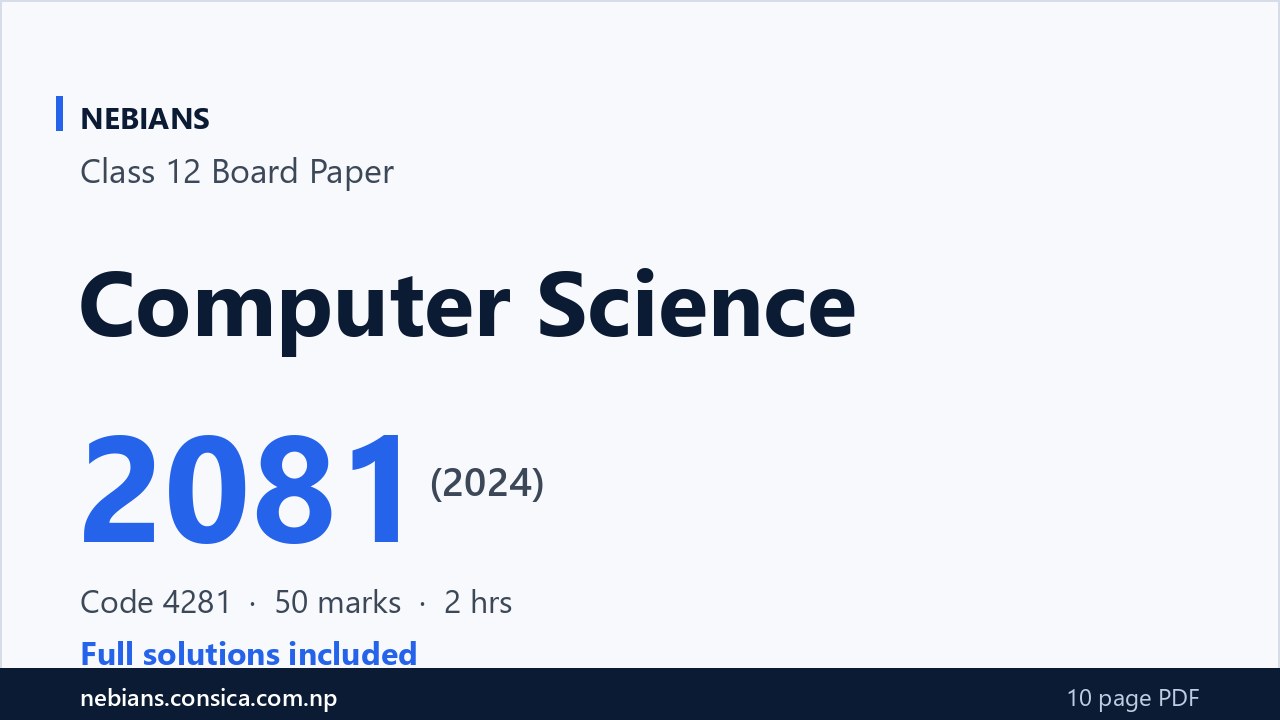 NEBIANS
Class 12 Board Paper
Computer Science
2081 (2024)
Code 4281 · 50 marks · 2 hrs
Full solutions included
nebians.consica.com.np
10 page PDF